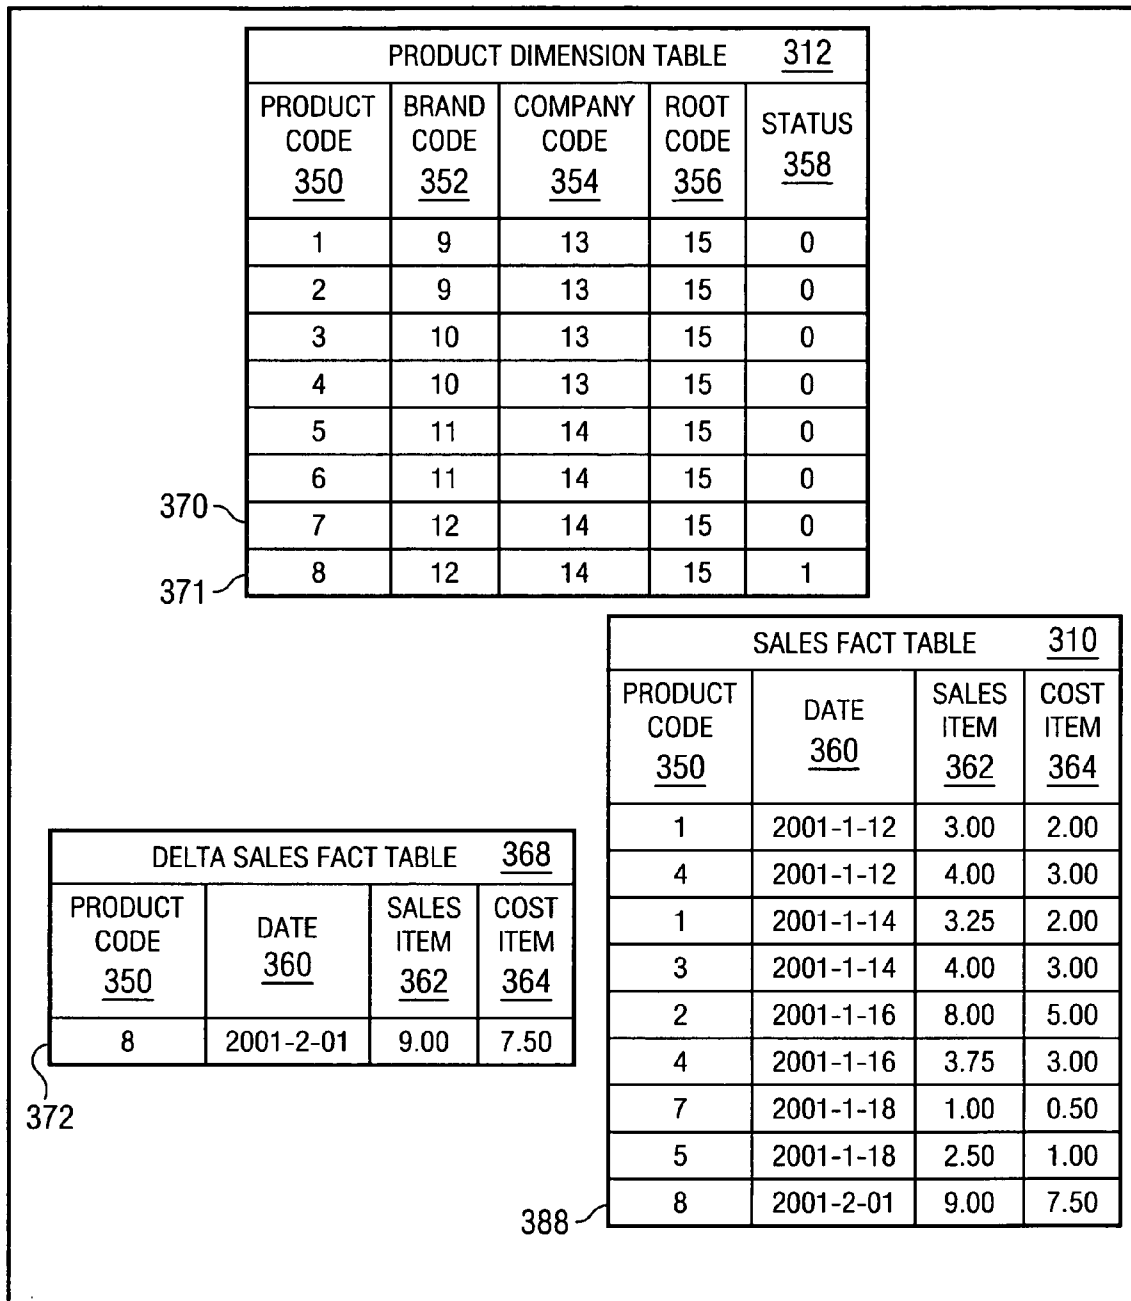 PRODUCT DIMENSION TABLE 312
PRODUCT CODE 350 BRAND CODE 352 COMPANY CODE 354 ROOT CODE 356 STATUS 358
1 9 13 15 0
2 9 13 15 0
3 10 13 15 0
4 10 13 15 0
5 11 14 15 0
6 11 14 15 0
370 7 12 14 15 0
371 8 12 14 15 1
SALES FACT TABLE 310
PRODUCT CODE 350 DATE 360 SALES ITEM 362 COST ITEM 364
1 2001-1-12 3.00 2.00
4 2001-1-12 4.00 3.00
1 2001-1-14 3.25 2.00
3 2001-1-14 4.00 3.00
2 2001-1-16 8.00 5.00
4 2001-1-16 3.75 3.00
7 2001-1-18 1.00 0.50
5 2001-1-18 2.50 1.00
388 8 2001-2-01 9.00 7.50
DELTA SALES FACT TABLE 368
PRODUCT CODE 350 DATE 360 SALES ITEM 362 COST ITEM 364
8 2001-2-01 9.00 7.50
372